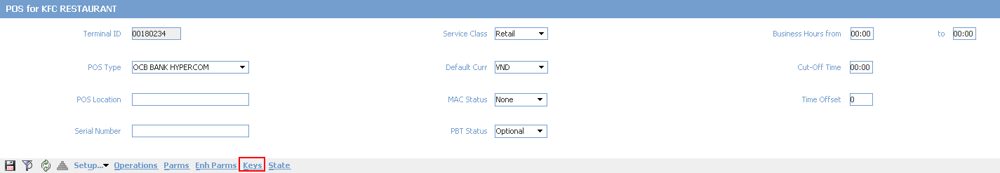 POS for KFC RESTAURANT
Terminal ID 00180234 Service Class Retail Business Hours from 00:00 to 00:00
POS Type OCB BANK HYPERCOM Default Curr VND Cut-Off Time 00:00
POS Location MAC Status None Time Offset 0
Serial Number PBT Status Optional
Setup... Operations Parms Enh Parms Keys State